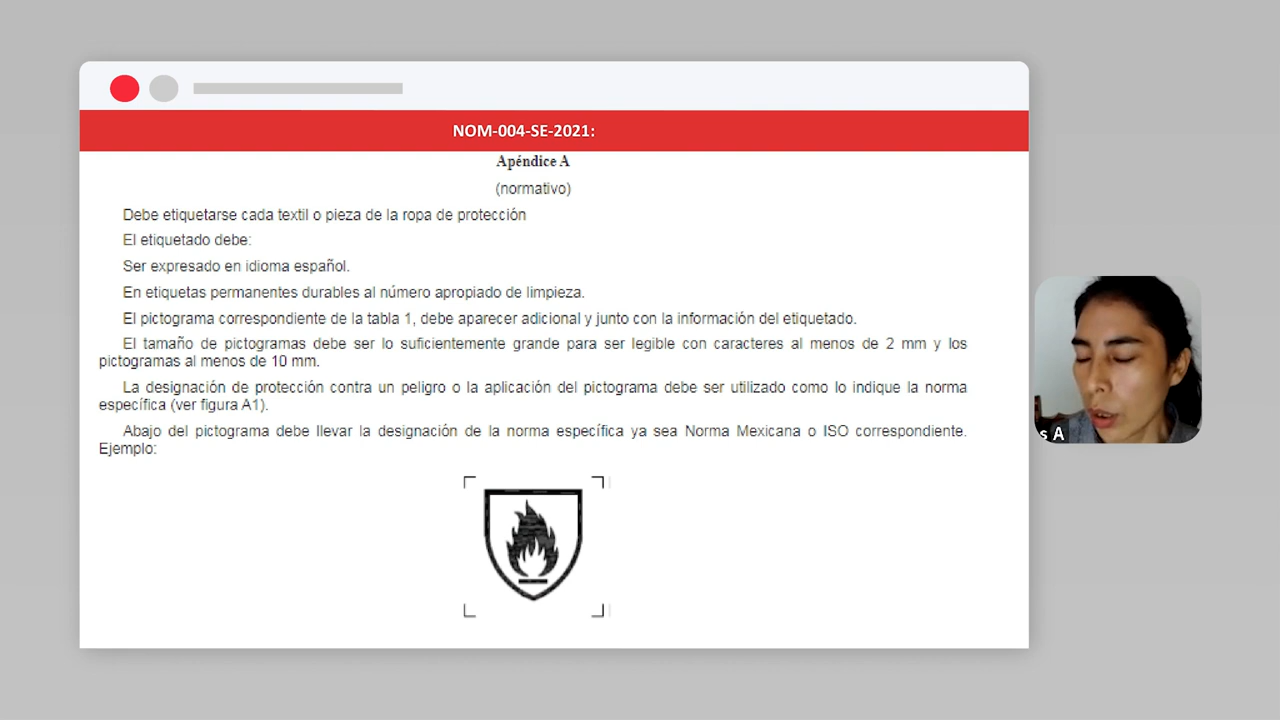 NOM-004-SE-2021:
Apéndice A
(normativo)
Debe etiquetarse cada textil o pieza de la ropa de protección
El etiquetado debe:
Ser expresado en idioma español.
En etiquetas permanentes durables al número apropiado de limpieza.
El pictograma correspondiente de la tabla 1, debe aparecer adicional y junto con la información del etiquetado.
El tamaño de pictogramas debe ser lo suficientemente grande para ser legible con caracteres al menos de 2 mm y los
pictogramas al menos de 10 mm.
La designación de protección contra un peligro o la aplicación del pictograma debe ser utilizado como lo indique la norma
específica (ver figura A1).
Abajo del pictograma debe llevar la designación de la norma específica ya sea Norma Mexicana o ISO correspondiente.
Ejemplo:
s A